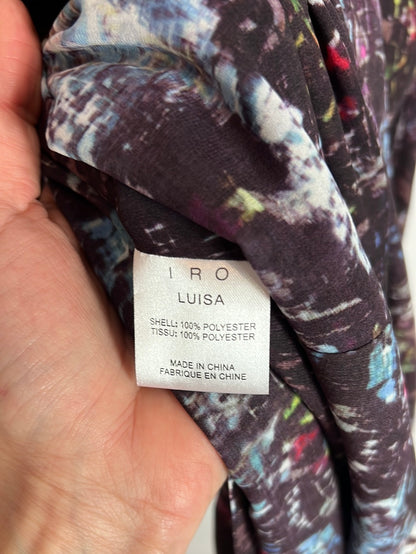 IRO
LUISA
SHELL: 100% POLYESTER
TISSU: 100% POLYESTER
MADE IN CHINA
FABRIQUE EN CHINE